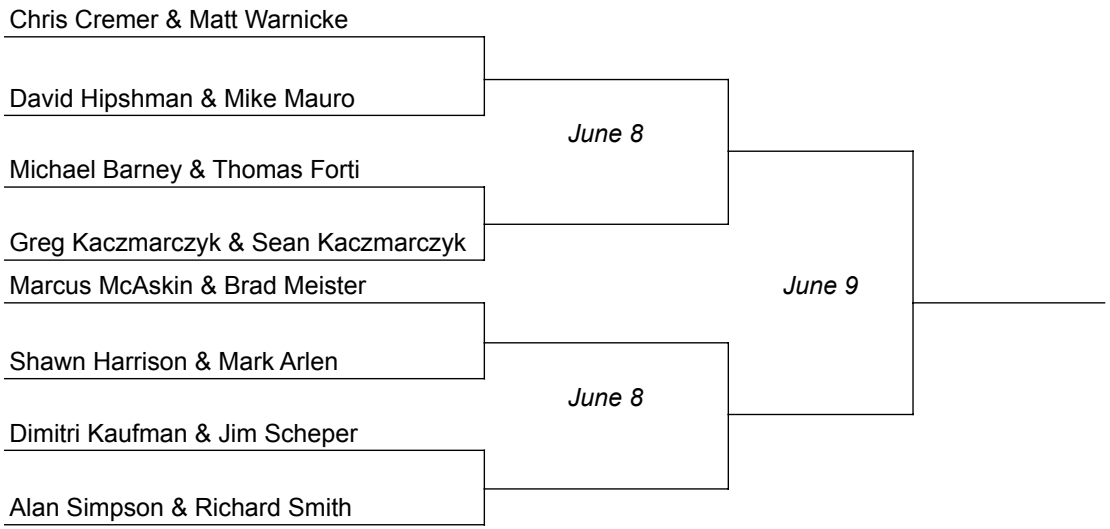 Chris Cremer & Matt Warnicke
David Hipshman & Mike Mauro
June 8
Michael Barney & Thomas Forti
Greg Kaczmarczyk & Sean Kaczmarczyk
Marcus McAskin & Brad Meister
June 9
Shawn Harrison & Mark Arlen
June 8
Dimitri Kaufman & Jim Scheper
Alan Simpson & Richard Smith